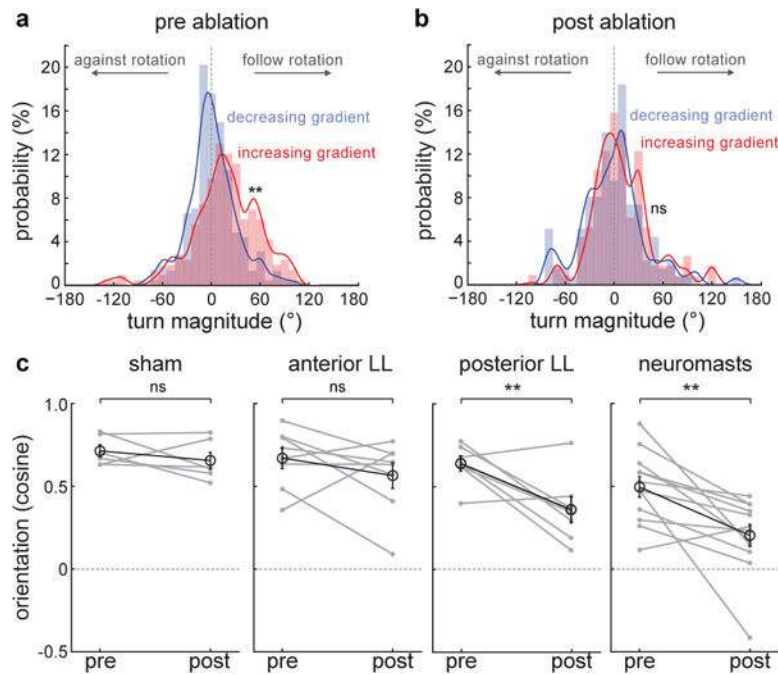 a pre ablation
against rotation follow rotation
20
16
12
8
4
0
probability (%)
decreasing gradient
increasing gradient
**
−180 -120 -60 0 60 120 180
turn magnitude (°)
b post ablation
against rotation follow rotation
20
16
12
8
4
0
probability (%)
decreasing gradient
increasing gradient
ns
−180 -120 -60 0 60 120 180
turn magnitude (°)
c sham anterior LL posterior LL neuromasts
ns ns ** **
1.0
0.5
0
-0.5
orientation (cosine)
pre post pre post pre post pre post